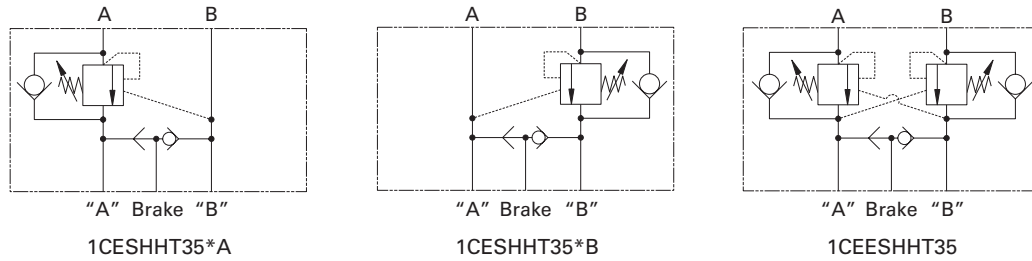 A B A B A B
"A" Brake "B" "A" Brake "B" "A" Brake "B"
1CESHHT35*A 1CESHHT35*B 1CEESHHT35